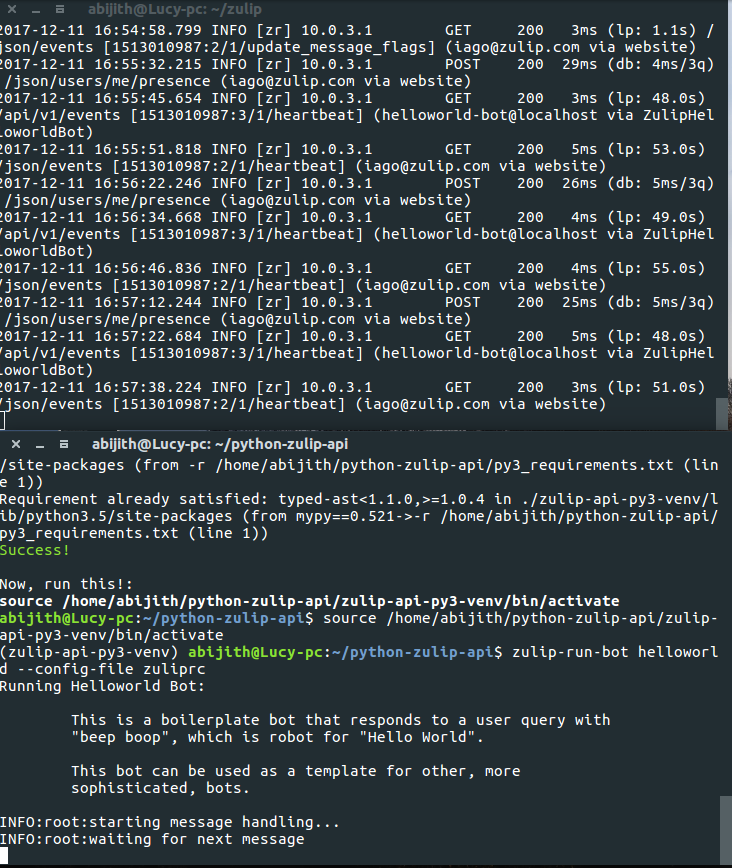 abijith@Lucy-pc: ~/zulip
2017-12-11 16:54:58.799 INFO [zr] 10.0.3.1        GET     200   3ms (lp: 1.1s) /
json/events [1513010987:2/1/update_message_flags] (iago@zulip.com via website)
2017-12-11 16:55:32.215 INFO [zr] 10.0.3.1        POST    200  29ms (db: 4ms/3q)
/json/users/me/presence (iago@zulip.com via website)
2017-12-11 16:55:45.654 INFO [zr] 10.0.3.1        GET     200   3ms (lp: 48.0s)
/api/v1/events [1513010987:3/1/heartbeat] (helloworld-bot@localhost via ZulipHel
loworldBot)
2017-12-11 16:55:51.818 INFO [zr] 10.0.3.1        GET     200   5ms (lp: 53.0s)
/json/events [1513010987:2/1/heartbeat] (iago@zulip.com via website)
2017-12-11 16:56:22.246 INFO [zr] 10.0.3.1        POST    200  26ms (db: 5ms/3q)
/json/users/me/presence (iago@zulip.com via website)
2017-12-11 16:56:34.668 INFO [zr] 10.0.3.1        GET     200   4ms (lp: 49.0s)
/api/v1/events [1513010987:3/1/heartbeat] (helloworld-bot@localhost via ZulipHel
loworldBot)
2017-12-11 16:56:46.836 INFO [zr] 10.0.3.1        GET     200   4ms (lp: 55.0s)
/json/events [1513010987:2/1/heartbeat] (iago@zulip.com via website)
2017-12-11 16:57:12.244 INFO [zr] 10.0.3.1        POST    200  25ms (db: 5ms/3q)
/json/users/me/presence (iago@zulip.com via website)
2017-12-11 16:57:22.684 INFO [zr] 10.0.3.1        GET     200   5ms (lp: 48.0s)
/api/v1/events [1513010987:3/1/heartbeat] (helloworld-bot@localhost via ZulipHel
loworldBot)
2017-12-11 16:57:38.224 INFO [zr] 10.0.3.1        GET     200   3ms (lp: 51.0s)
/json/events [1513010987:2/1/heartbeat] (iago@zulip.com via website)
abijith@Lucy-pc: ~/python-zulip-api
/site-packages (from -r /home/abijith/python-zulip-api/py3_requirements.txt (lin
e 1))
Requirement already satisfied: typed-ast<1.1.0,>=1.0.4 in ./zulip-api-py3-venv/l
ib/python3.5/site-packages (from mypy==0.521->-r /home/abijith/python-zulip-api/
py3_requirements.txt (line 1))
Success!
Now, run this!:
source /home/abijith/python-zulip-api/zulip-api-py3-venv/bin/activate
abijith@Lucy-pc:~/python-zulip-api$ source /home/abijith/python-zulip-api/zulip-
api-py3-venv/bin/activate
(zulip-api-py3-venv) abijith@Lucy-pc:~/python-zulip-api$ zulip-run-bot helloworl
d --config-file zuliprc
Running Helloworld Bot:
This is a boilerplate bot that responds to a user query with
"beep boop", which is robot for "Hello World".
This bot can be used as a template for other, more
sophisticated, bots.
INFO:root:starting message handling...
INFO:root:waiting for next message